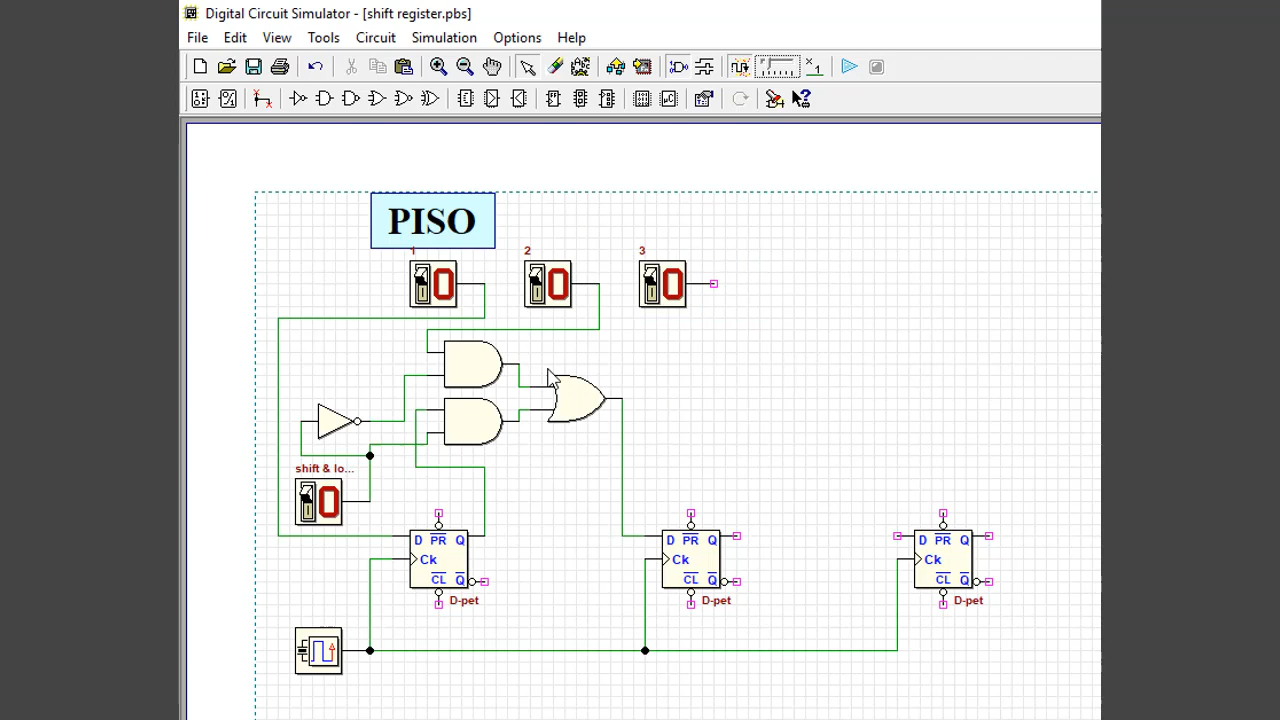 Digital Circuit Simulator - [shift register.pbs]
File Edit View Tools Circuit Simulation Options Help
PISO
1 2 3
0 0 0
shift & lo...
0
D PR Q D PR Q D PR Q
Ck Ck Ck
CL Q CL Q CL Q
D-pet D-pet D-pet